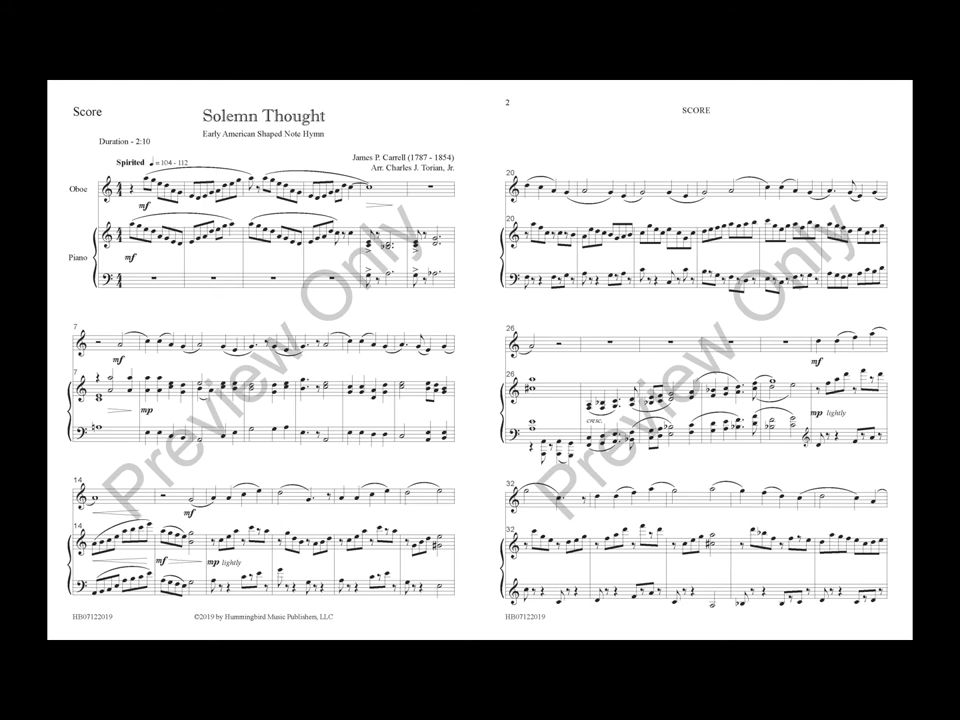 Score
Solemn Thought
Early American Shaped Note Hymn
Duration - 2:10
Spirited ♩ = 104 - 112
James P. Carrell (1787 - 1854)
Arr. Charles J. Torian, Jr.
Oboe
mf
Piano
mf
7
mf
7
mp
14
mf
14
mf
mp lightly
HB07122019
©2019 by Hummingbird Music Publishers, LLC
Preview Only
2
SCORE
20
20
26
mf
26
cresc.
mp lightly
32
32
HB07122019
Preview Only